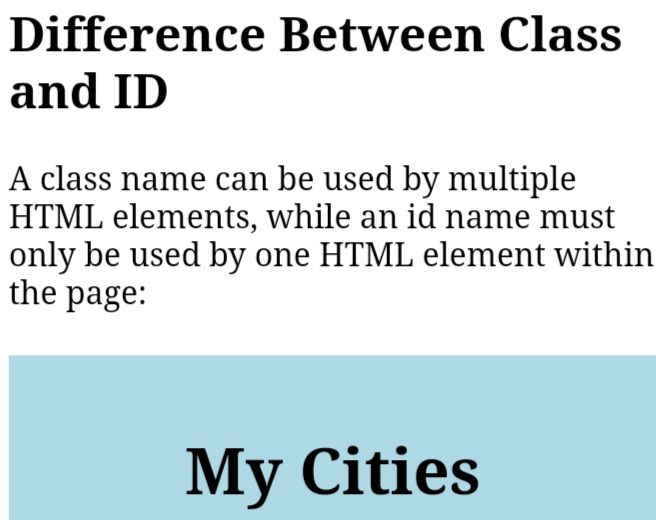 Difference Between Class
and ID
A class name can be used by multiple
HTML elements, while an id name must
only be used by one HTML element within
the page:
My Cities